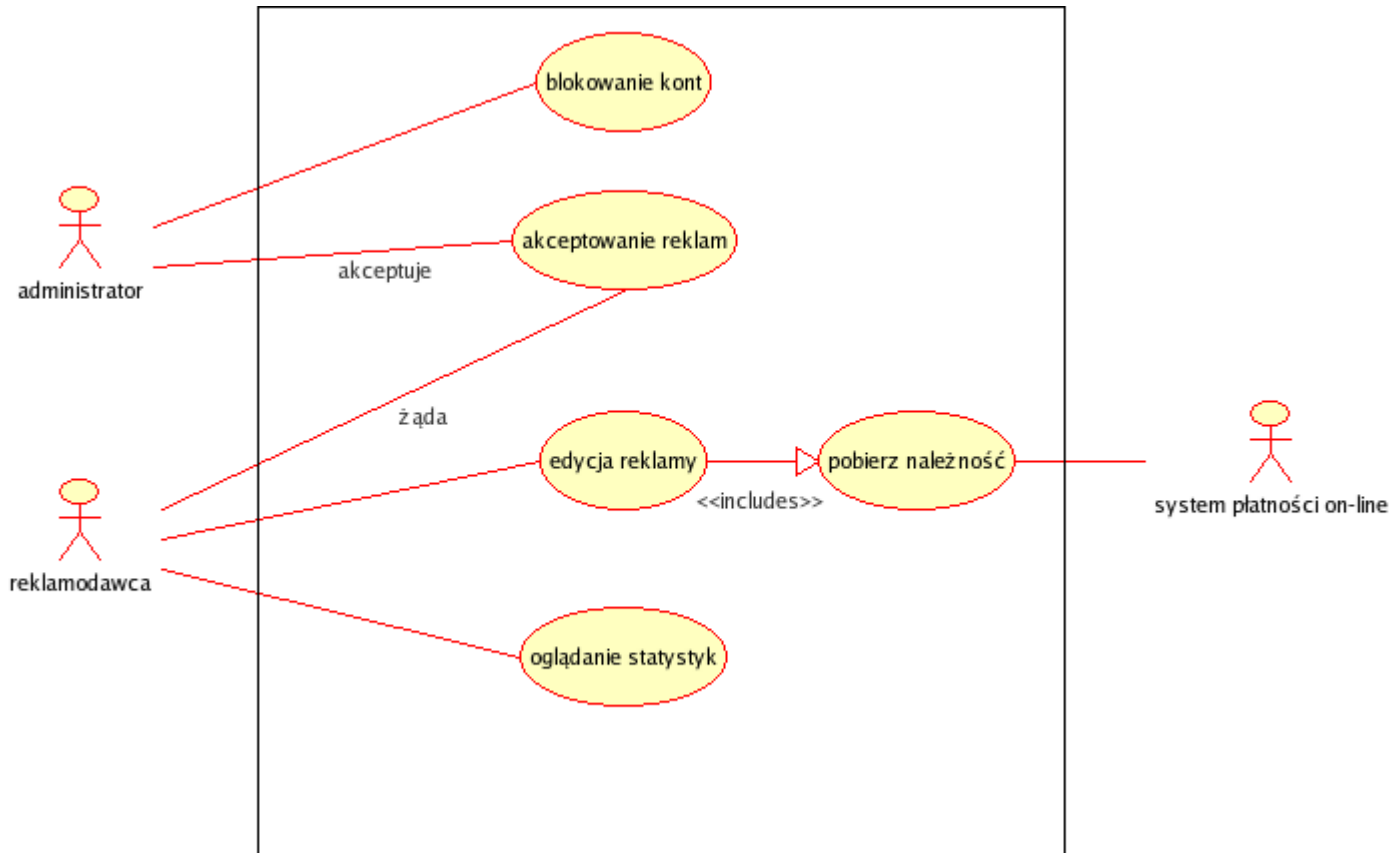 blokowanie kont
akceptowanie reklam
administrator
akceptuje
żąda
edycja reklamy
<<includes>>
pobierz należność
system płatności on-line
reklamodawca
oglądanie statystyk